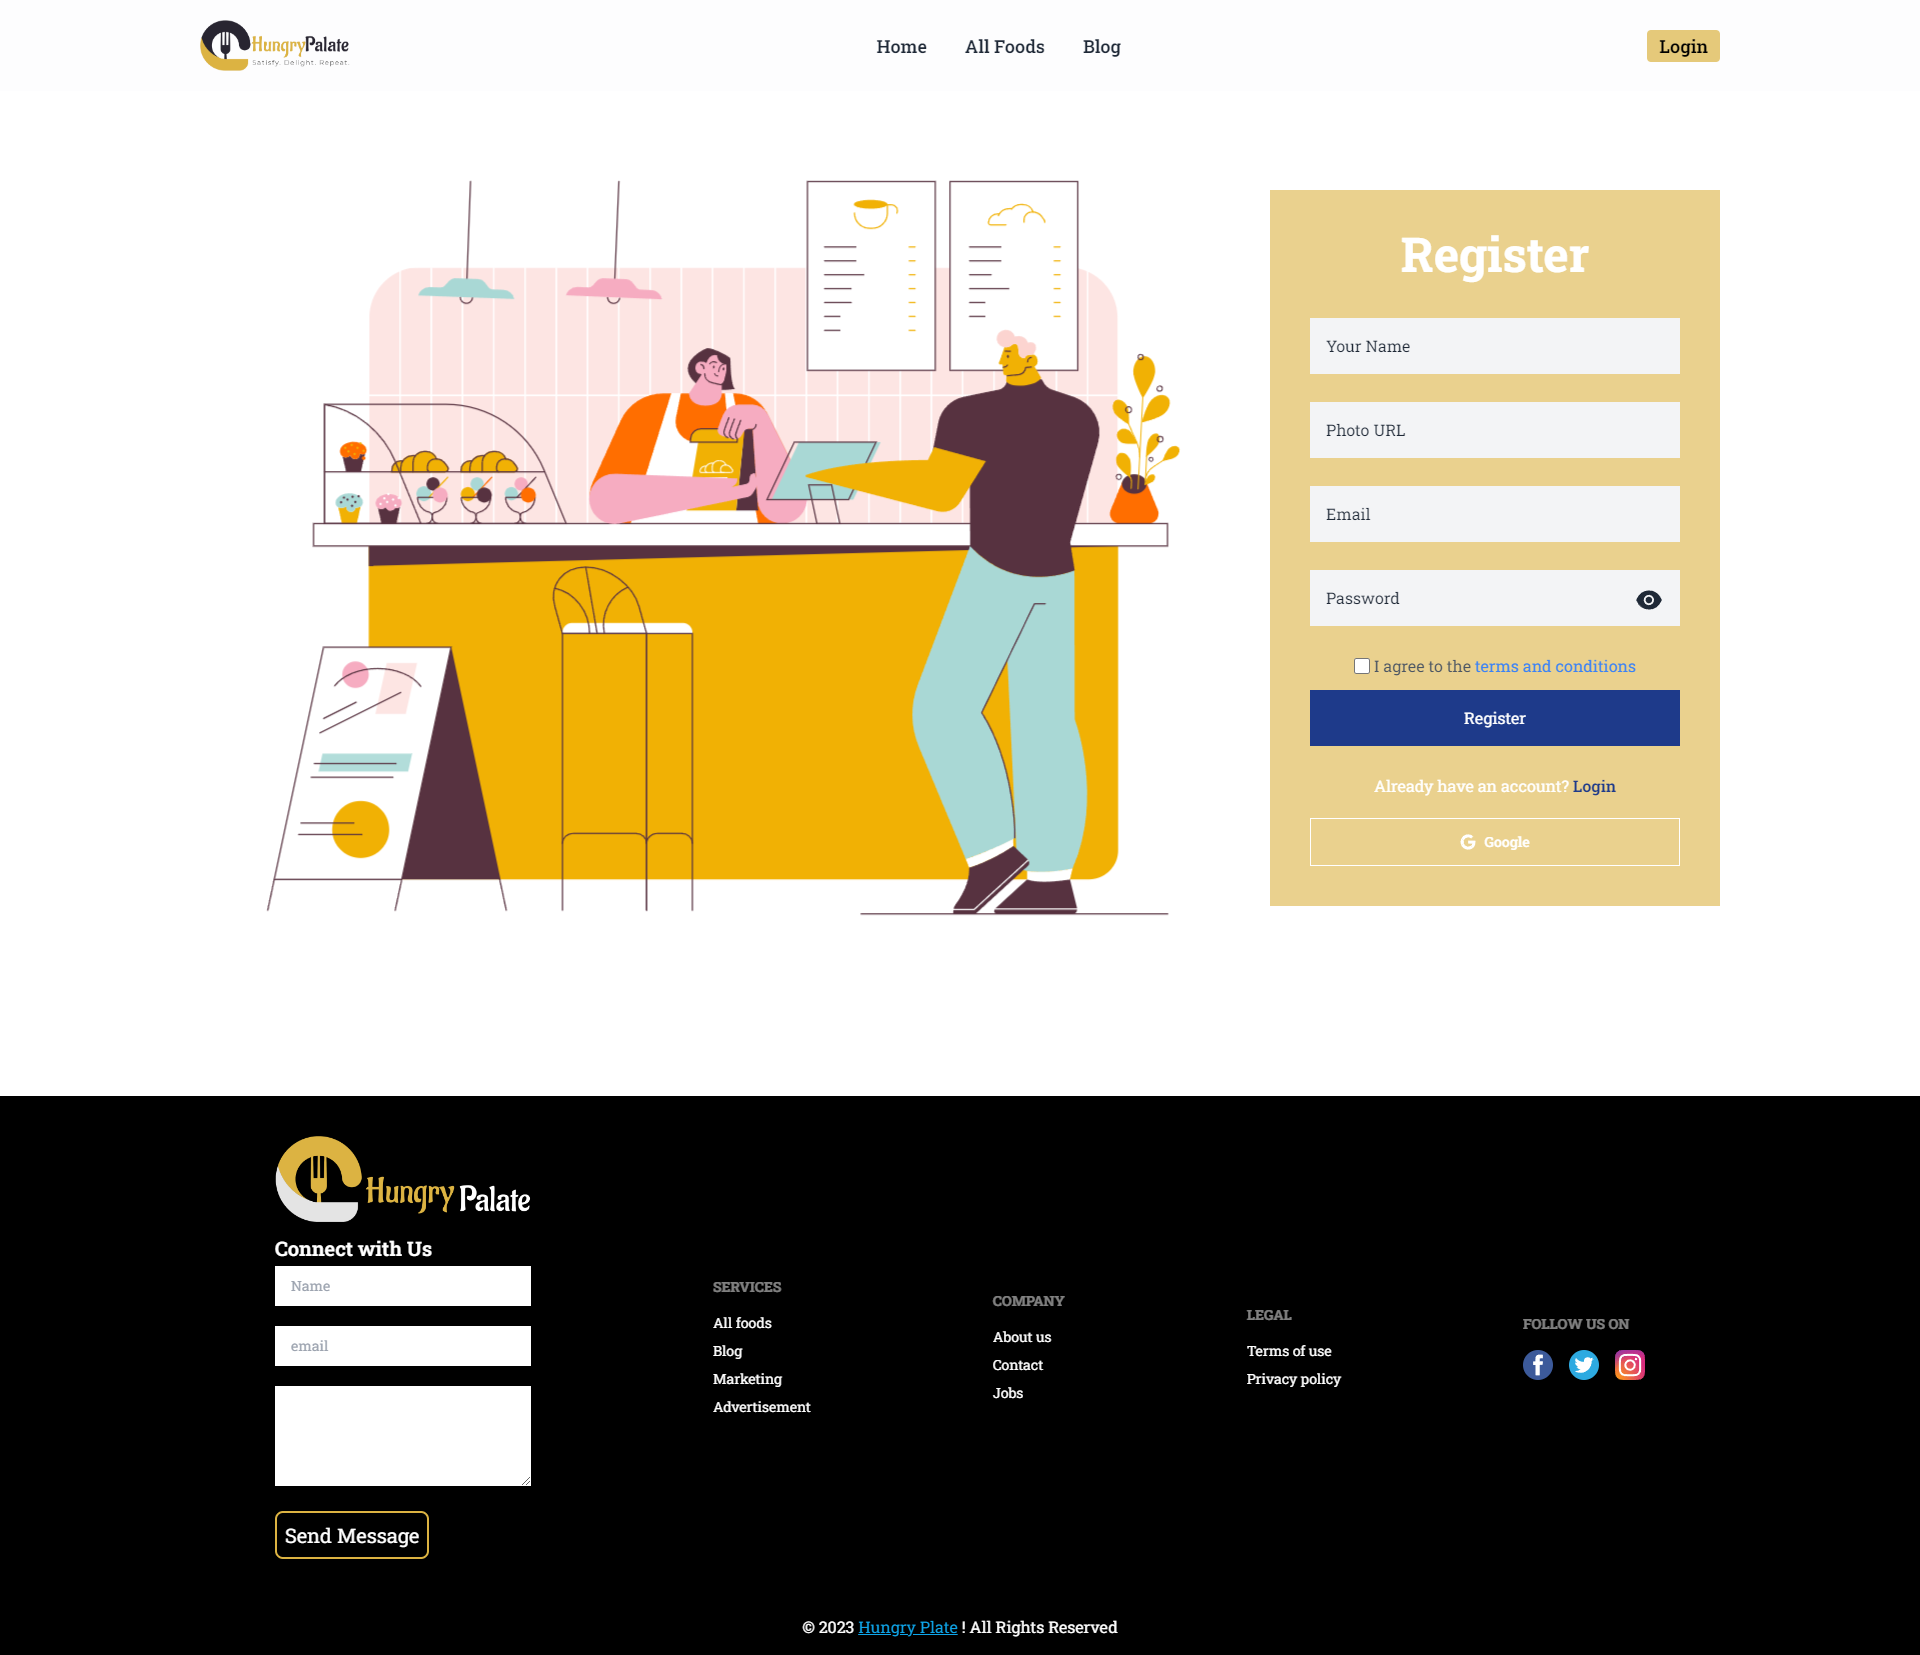 HungryPalate
Satisfy. Delight. Repeat.
Home
All Foods
Blog
Login
Register
Your Name
Photo URL
Email
Password
I agree to the terms and conditions
Register
Already have an account? Login
Google
Hungry Palate
Connect with Us
Name
email
Send Message
SERVICES
All foods
Blog
Marketing
Advertisement
COMPANY
About us
Contact
Jobs
LEGAL
Terms of use
Privacy policy
FOLLOW US ON
© 2023 Hungry Plate ! All Rights Reserved